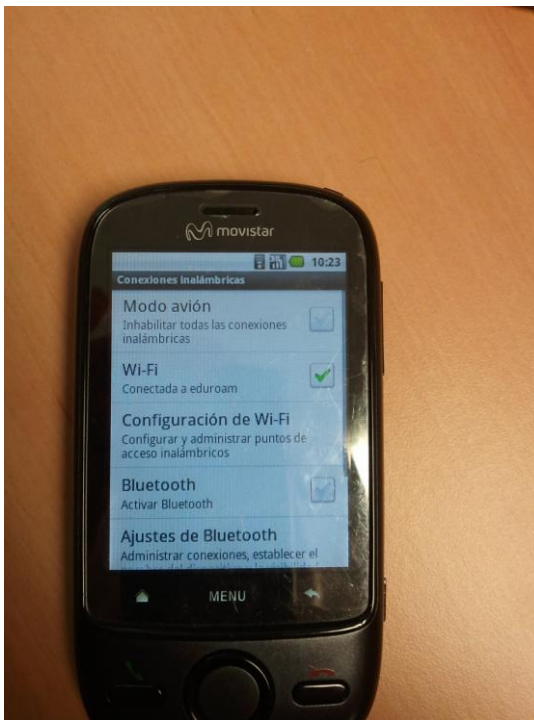 movistar
10:23
Conexiones inalámbricas
Modo avión
Inhabilitar todas las conexiones
inalámbricas
Wi-Fi
Conectada a eduroam
Configuración de Wi-Fi
Configurar y administrar puntos de
acceso inalámbricos
Bluetooth
Activar Bluetooth
Ajustes de Bluetooth
Administrar conexiones, establecer el
MENU